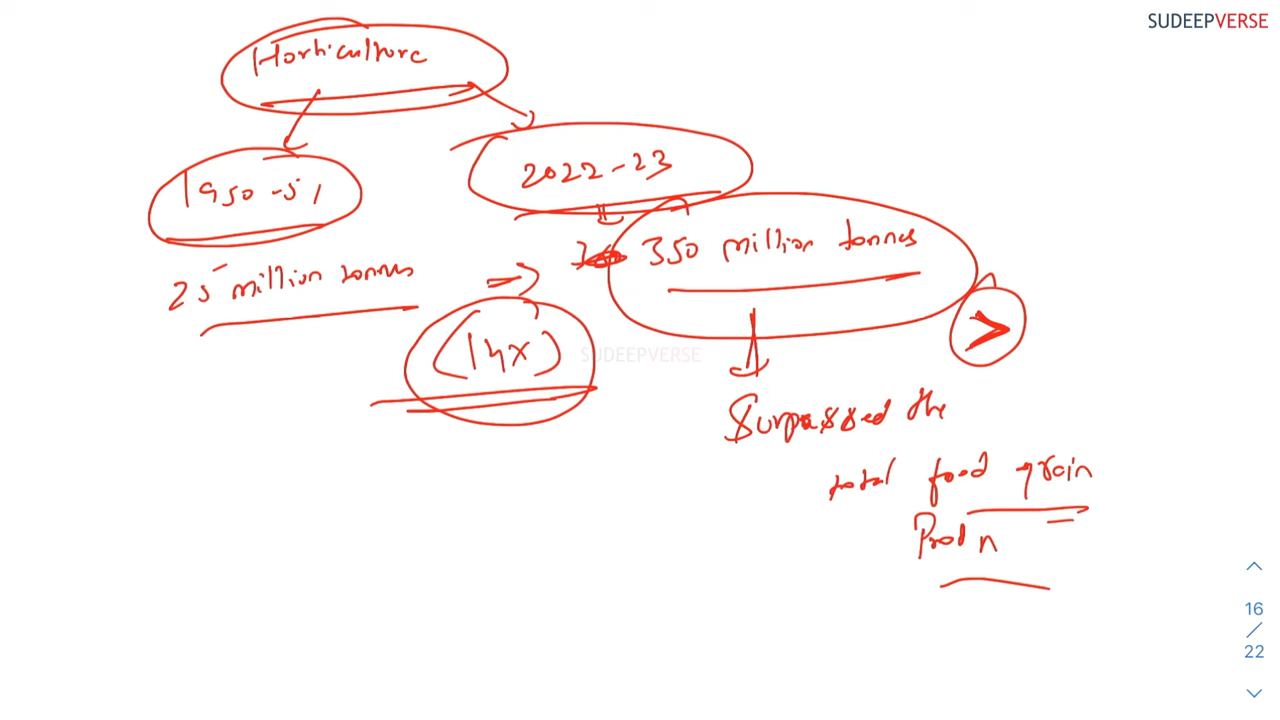 SUDEEPVERSE
Horticulture
1950-51
2022-23
25 million tonnes
350 million tonnes
>
(14x)
SUDEEPVERSE
Surpassed the
total food grain
Prodn
16
/
22